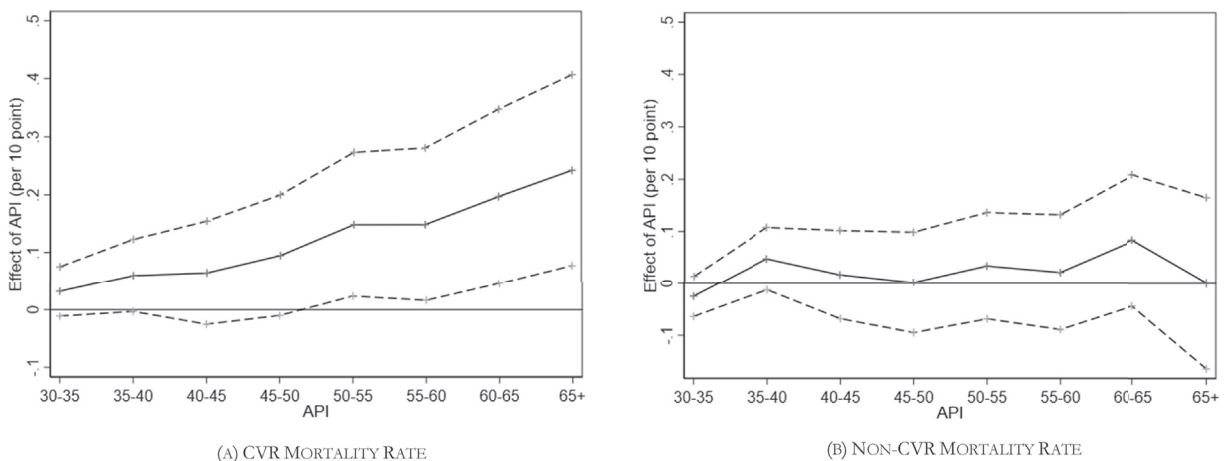 Effect of API (per 10 point)
.5
.4
.3
.2
.1
0
-.1
30-35 35-40 40-45 45-50 50-55 55-60 60-65 65+
API
(A) CVR MORTALITY RATE
Effect of API (per 10 point)
.5
.4
.3
.2
.1
0
-.1
30-35 35-40 40-45 45-50 50-55 55-60 60-65 65+
API
(B) NON-CVR MORTALITY RATE